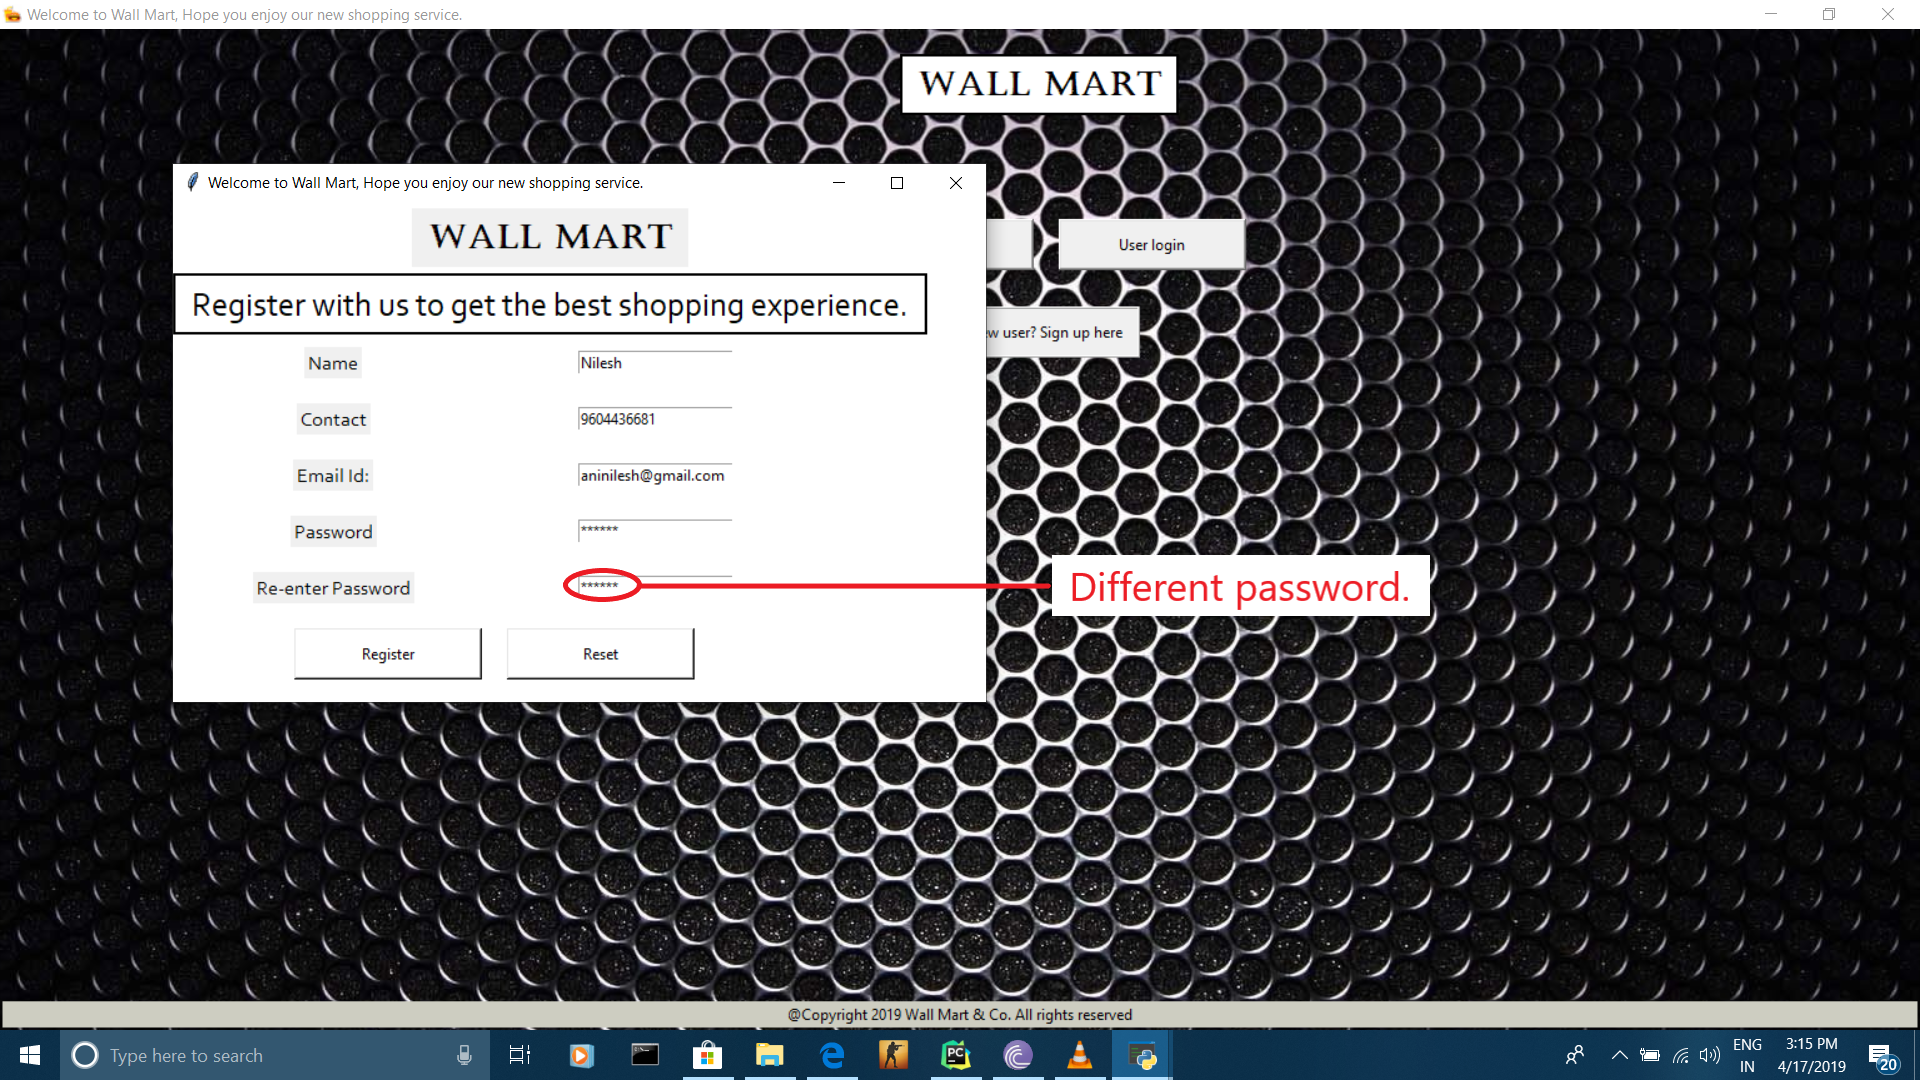 Welcome to Wall Mart, Hope you enjoy our new shopping service.
WALL MART
Welcome to Wall Mart, Hope you enjoy our new shopping service.
WALL MART
User login
Register with us to get the best shopping experience.
w user? Sign up here
Name
Nilesh
Contact
9604436681
Email Id:
aninilesh@gmail.com
Password
******
Re-enter Password
******
Different password.
Register
Reset
@Copyright 2019 Wall Mart & Co. All rights reserved
Type here to search
PC
ENG
IN
3:15 PM
4/17/2019
20